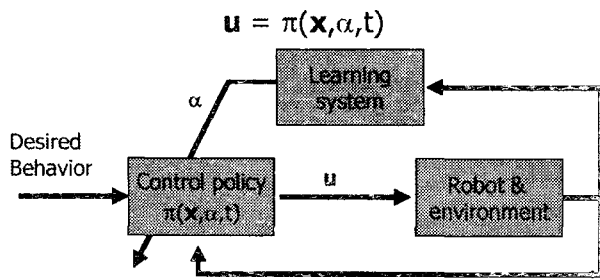 u = π(x,α,t)
Learning
system
α
Desired
Behavior
Control policy
π(x,α,t)
u
Robot &
environment